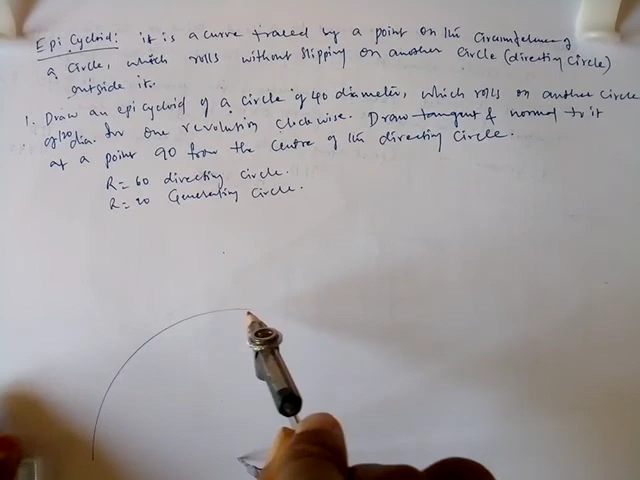 Epi Cycloid: it is a curve traced by a point on the Circumference of
a circle, which rolls without slipping on another Circle (directing Circle)
outside it.
1. Draw an epicycloid of a circle of 40 diameter, which rolls on another circle
of 120 dia. for one revolution clockwise. Draw tangent & normal to it
at a point 90 from the centre of the directing circle.
R = 60 directing circle.
R = 20 Generating Circle.